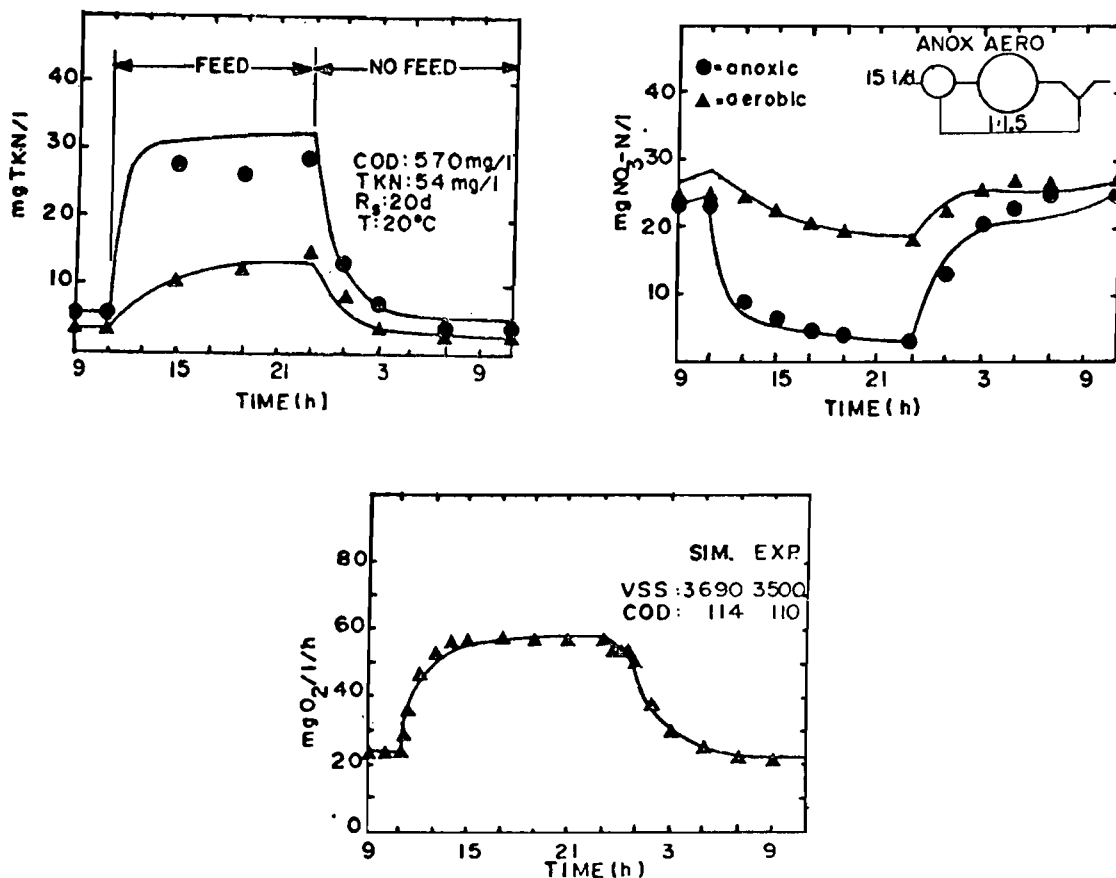 mg TKN/l
40
30
20
10
FEED
NO FEED
COD: 570 mg/l
TKN: 54 mg/l
Rs: 20d
T: 20°C
15
21
3
9
TIME (h)
mg NO3-N/l
40
30
20
10
● = anoxic
▲ = aerobic
ANOX AERO
15 l/d
1:1.5
9
15
21
3
9
TIME (h)
mg O2/l/h
80
60
40
20
0
SIM. EXP.
VSS: 3690 3500
COD: 114 110
9
15
21
3
9
TIME (h)